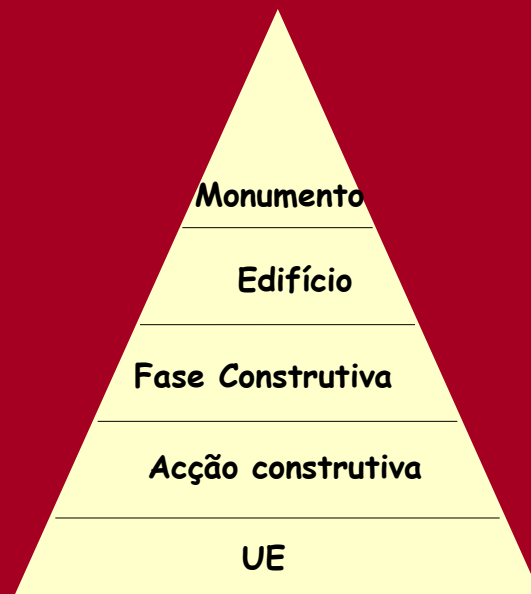 Monumento
Edifício
Fase Construtiva
Acção construtiva
UE